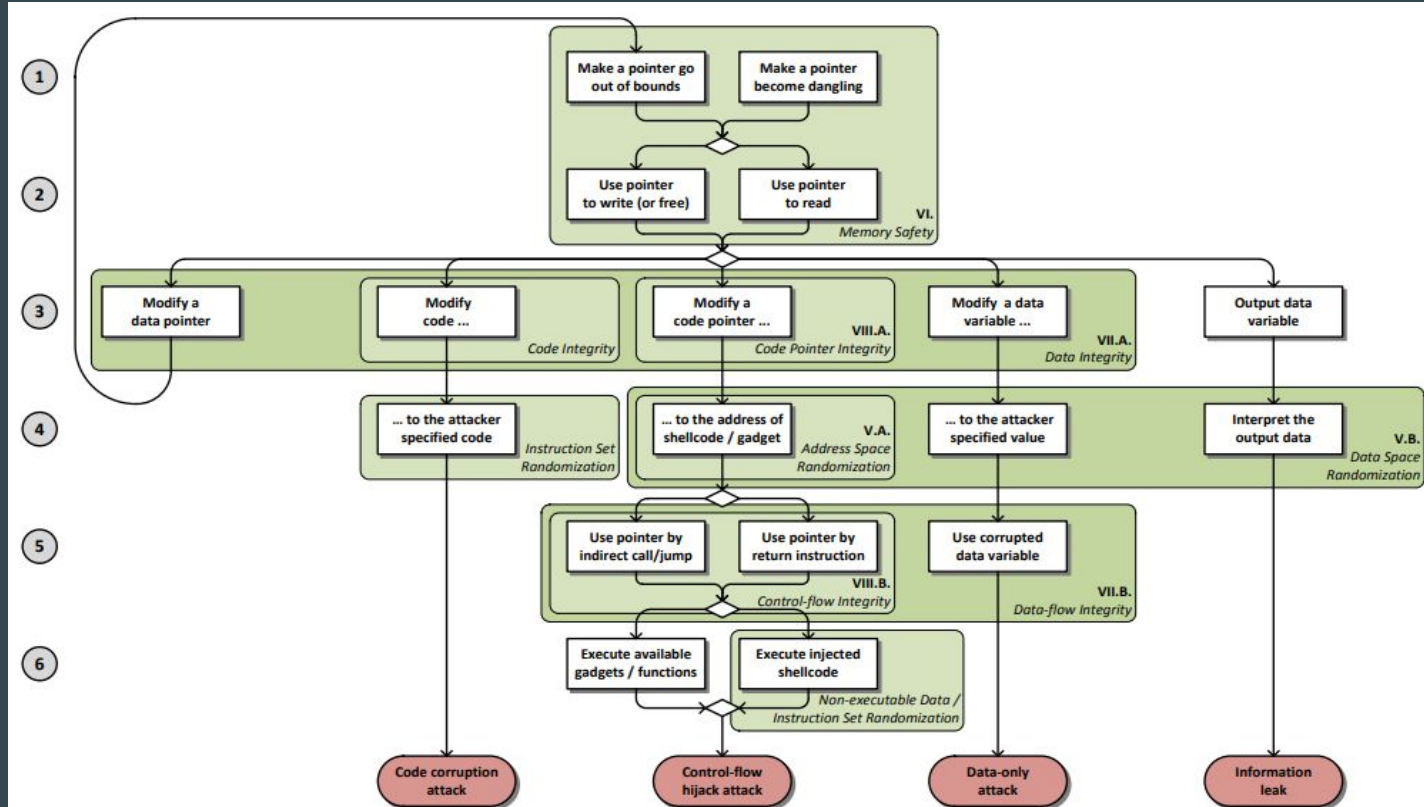 1
Make a pointer go
out of bounds
Make a pointer
become dangling
2
Use pointer
to write (or free)
Use pointer
to read
VI.
Memory Safety
3
Modify a
data pointer
Modify
code ...
Code Integrity
Modify a
code pointer ...
VIII.A.
Code Pointer Integrity
Modify a data
variable ...
VII.A.
Data Integrity
Output data
variable
4
... to the attacker
specified code
Instruction Set
Randomization
... to the address of
shellcode / gadget
V.A.
Address Space
Randomization
... to the attacker
specified value
Interpret the
output data
V.B.
Data Space
Randomization
5
Use pointer by
indirect call/jump
Use pointer by
return instruction
VIII.B.
Control-flow Integrity
Use corrupted
data variable
VII.B.
Data-flow Integrity
6
Execute available
gadgets / functions
Execute injected
shellcode
Non-executable Data /
Instruction Set Randomization
Code corruption
attack
Control-flow
hijack attack
Data-only
attack
Information
leak